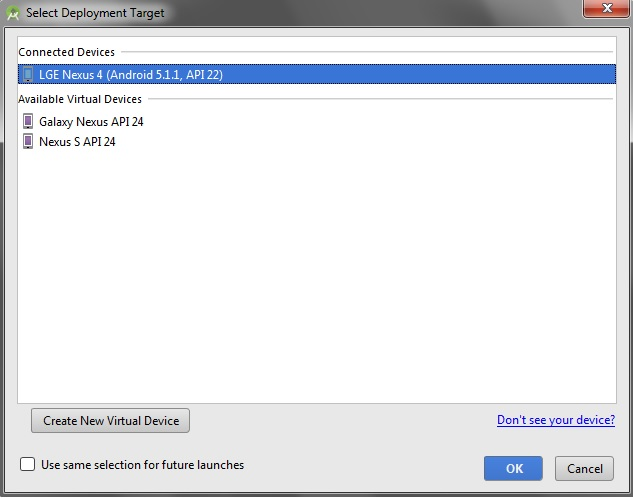 Select Deployment Target
Connected Devices
LGE Nexus 4 (Android 5.1.1, API 22)
Available Virtual Devices
Galaxy Nexus API 24
Nexus S API 24
Create New Virtual Device
Don't see your device?
Use same selection for future launches
OK
Cancel